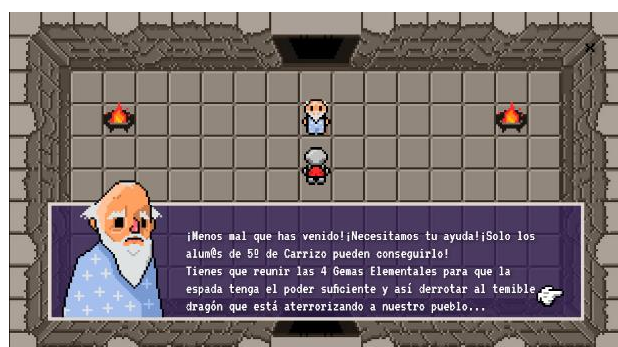 ¡Menos mal que has venido!¡Necesitamos tu ayuda!¡Solo los
alum@s de 5º de Carrizo pueden conseguirlo!
Tienes que reunir las 4 Gemas Elementales para que la
espada tenga el poder suficiente y así derrotar al temible
dragón que está aterrorizando a nuestro pueblo...